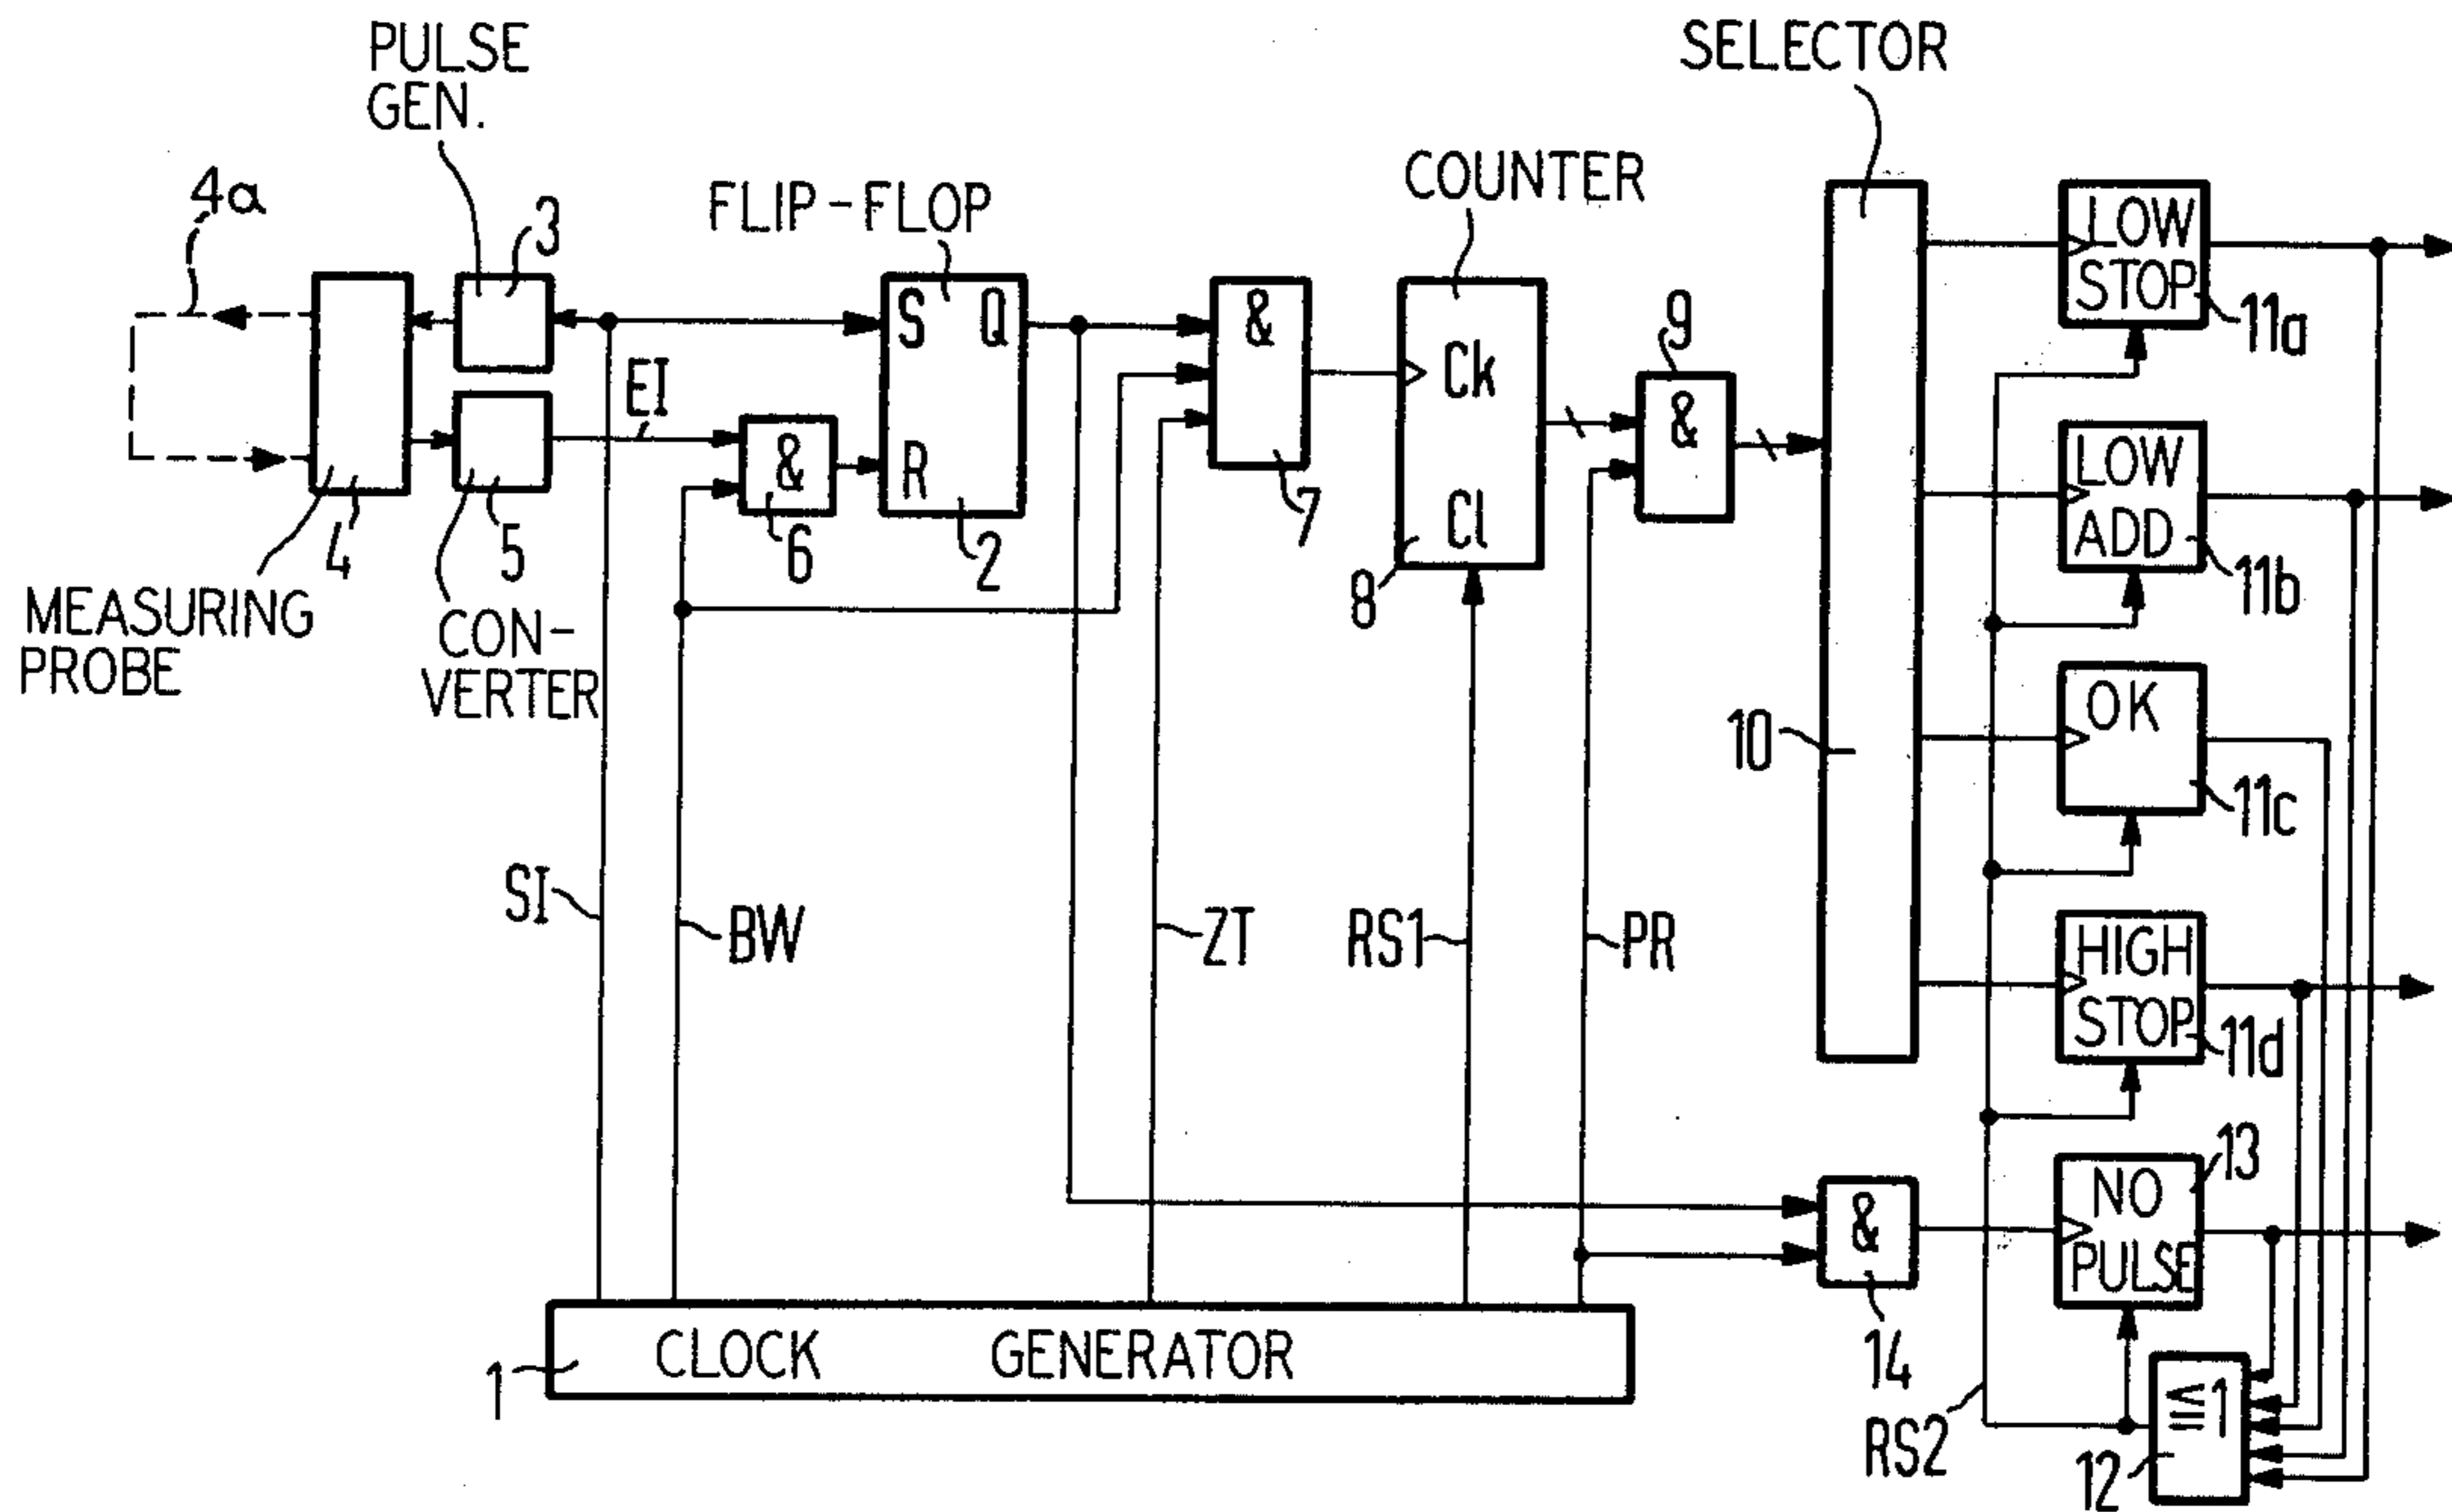 PULSE
GEN.
SELECTOR
4a
3
FLIP-FLOP
COUNTER
S Q
R
2
EI
&
6
&
7
Ck
Cl
8
9
&
10
LOW
STOP
11a
LOW
ADD
11b
OK
11c
HIGH
STOP
11d
NO
PULSE
13
4
5
MEASURING
PROBE
CON-
VERTER
SI
BW
ZT
RS1
PR
&
14
1
CLOCK GENERATOR
RS2
≦1
12